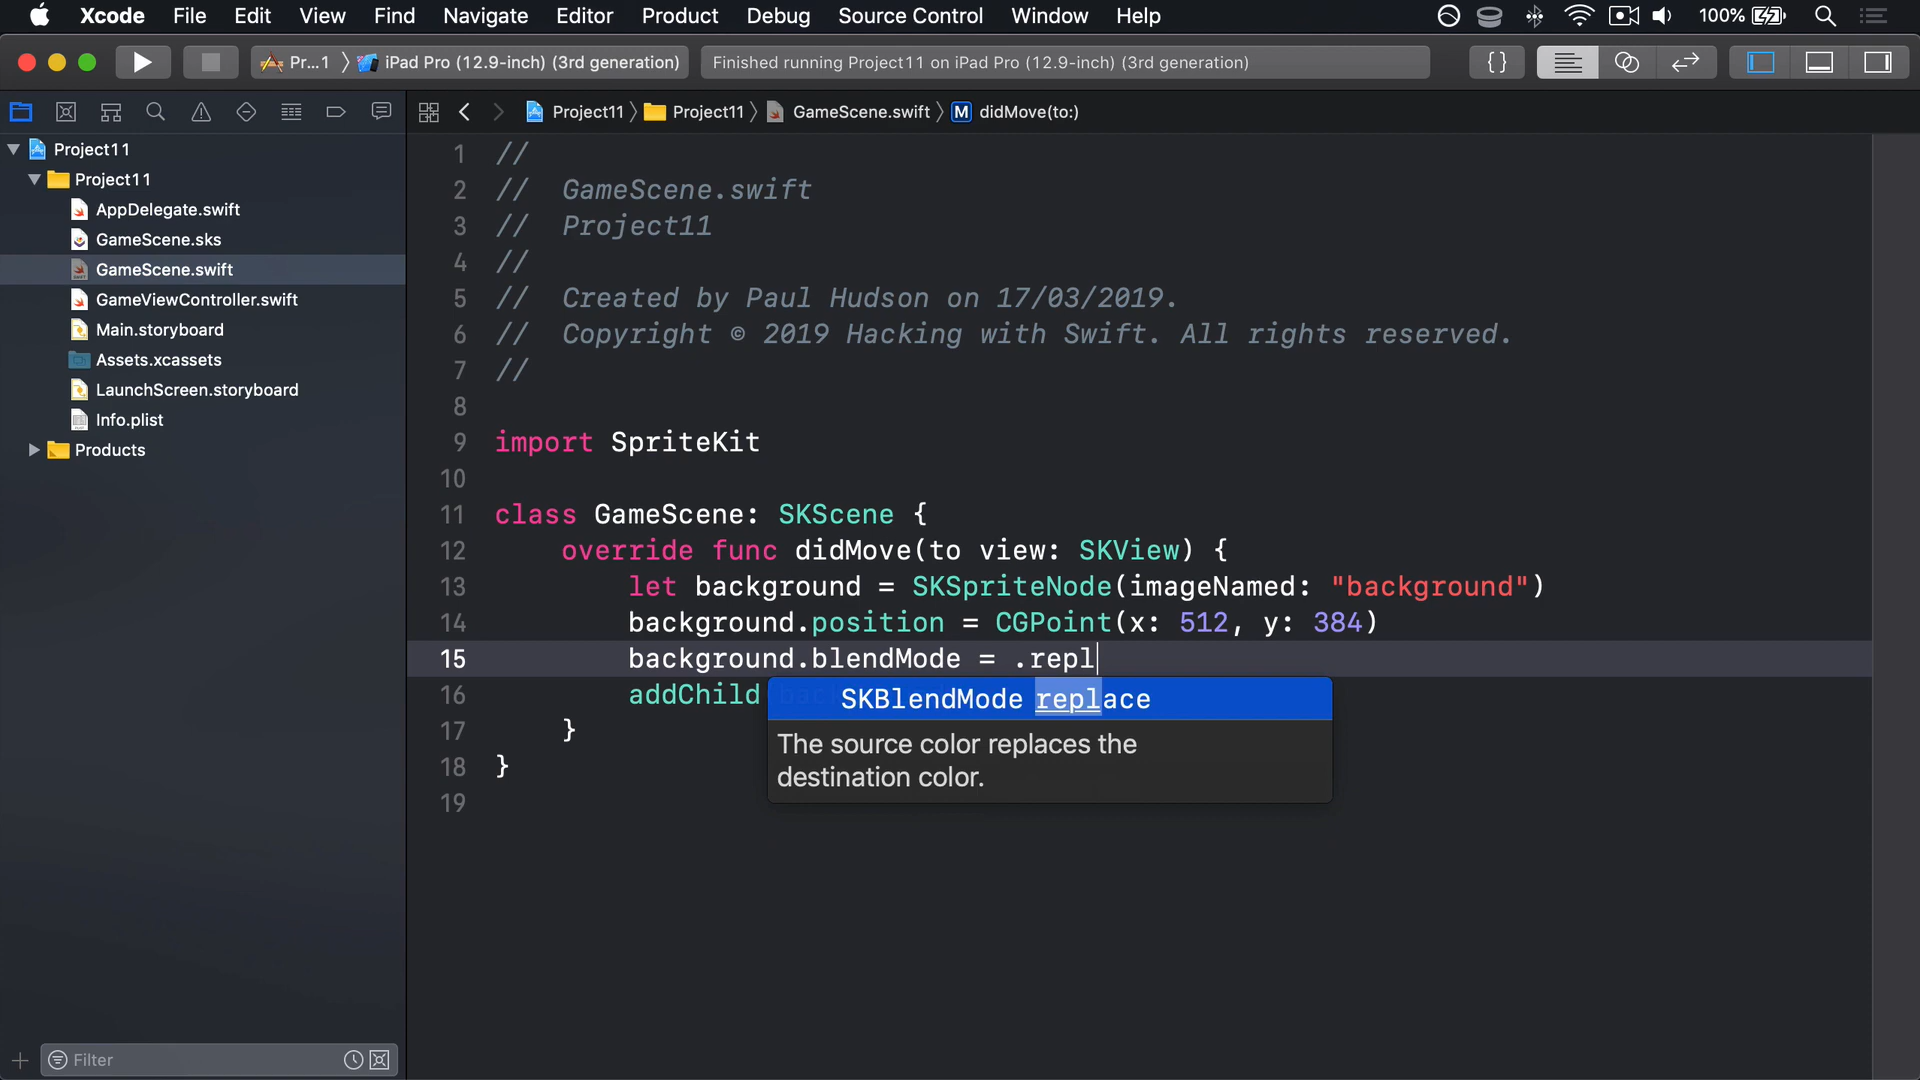 Xcode File Edit View Find Navigate Editor Product Debug Source Control Window Help 100%
Pr...1 iPad Pro (12.9-inch) (3rd generation) Finished running Project11 on iPad Pro (12.9-inch) (3rd generation) {}
Project11 Project11 GameScene.swift M didMove(to:)
Project11
Project11
AppDelegate.swift
GameScene.sks
GameScene.swift
GameViewController.swift
Main.storyboard
Assets.xcassets
LaunchScreen.storyboard
Info.plist
Products
Filter
1 //
2 // GameScene.swift
3 // Project11
4 //
5 // Created by Paul Hudson on 17/03/2019.
6 // Copyright © 2019 Hacking with Swift. All rights reserved.
7 //
8
9 import SpriteKit
10
11 class GameScene: SKScene {
12 override func didMove(to view: SKView) {
13 let background = SKSpriteNode(imageNamed: "background")
14 background.position = CGPoint(x: 512, y: 384)
15 background.blendMode = .repl
16 addChild
17 }
18 }
19
SKBlendMode replace
The source color replaces the
destination color.